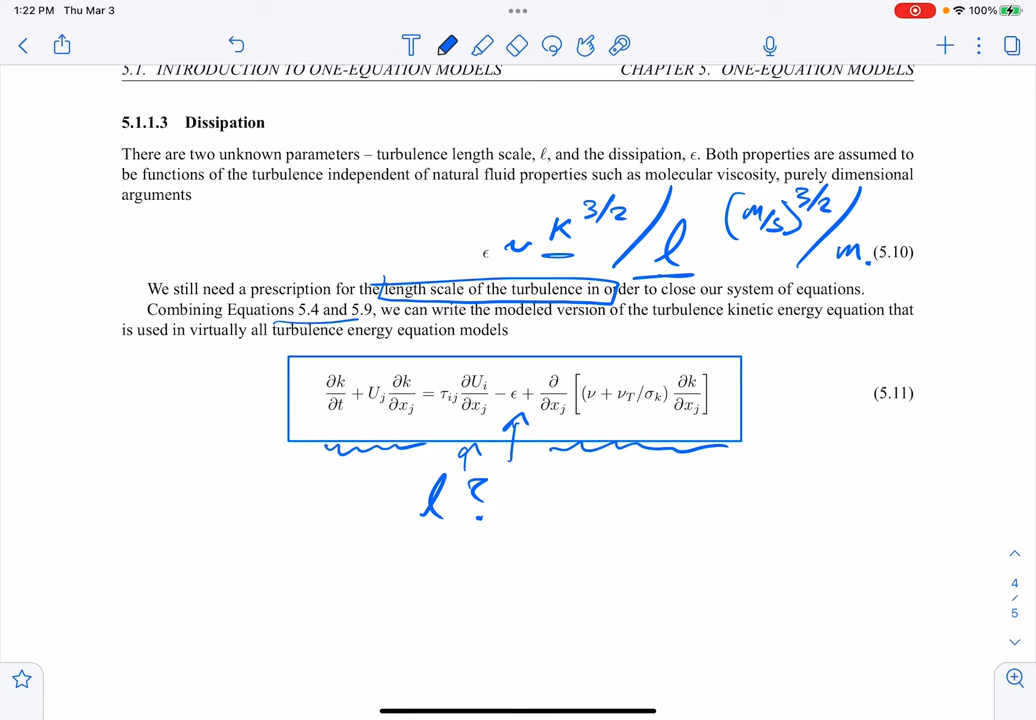 1:22 PM Thu Mar 3
100%
5.1. INTRODUCTION TO ONE-EQUATION MODELS CHAPTER 5. ONE-EQUATION MODELS
5.1.1.3 Dissipation
There are two unknown parameters – turbulence length scale, ℓ, and the dissipation, ϵ. Both properties are assumed to
be functions of the turbulence independent of natural fluid properties such as molecular viscosity, purely dimensional
arguments
ϵ ~ K^{3/2} / l (m/s)^{3/2} / m. (5.10)
We still need a prescription for the length scale of the turbulence in order to close our system of equations.
Combining Equations 5.4 and 5.9, we can write the modeled version of the turbulence kinetic energy equation that
is used in virtually all turbulence energy equation models
∂k/∂t + U_j ∂k/∂x_j = τ_{ij} ∂U_i/∂x_j − ϵ + ∂/∂x_j [(ν + ν_T/σ_k) ∂k/∂x_j] (5.11)
l ?
4
/
5